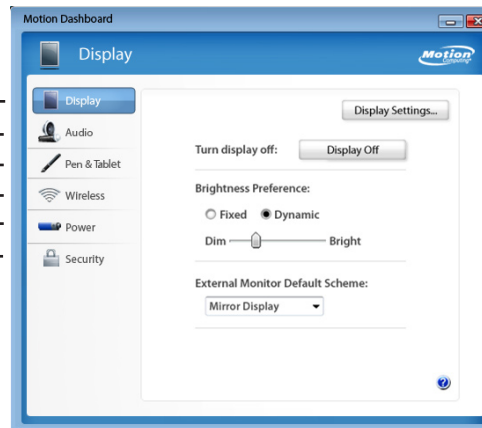 Motion Dashboard
Display
Motion
Computing
Display
Audio
Pen & Tablet
Wireless
Power
Security
Display Settings...
Turn display off: Display Off
Brightness Preference:
Fixed Dynamic
Dim Bright
External Monitor Default Scheme:
Mirror Display
?